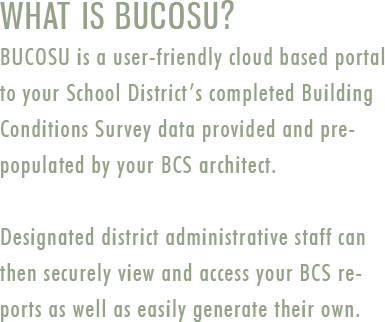 WHAT IS BUCOSU?
BUCOSU is a user-friendly cloud based portal
to your School District’s completed Building
Conditions Survey data provided and pre-
populated by your BCS architect.
Designated district administrative staff can
then securely view and access your BCS re-
ports as well as easily generate their own.